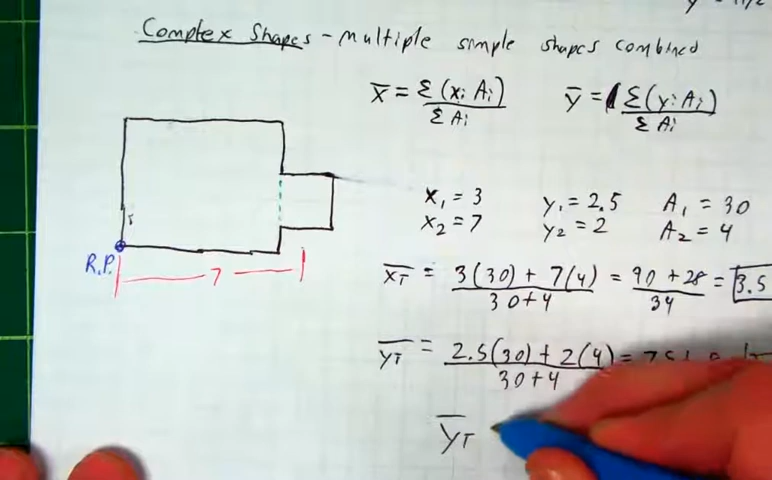 Complex Shapes - multiple simple shapes combined
x̄ = Σ(xᵢ Aᵢ) / ΣAᵢ ȳ = Σ(yᵢ Aᵢ) / ΣAᵢ
x₁ = 3 y₁ = 2.5 A₁ = 30
x₂ = 7 y₂ = 2 A₂ = 4
R.P.
7
x̄T = 3(30) + 7(4) / 30+4 = 90 + 28 / 34 = 3.5
ȳT = 2.5(30) + 2(4) / 30+4 =
ȳT